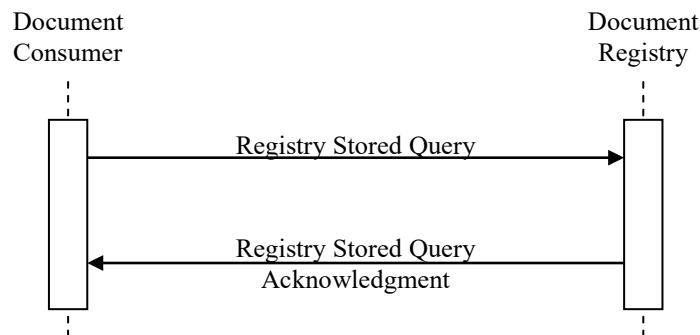 Document
Consumer
Document
Registry
Registry Stored Query
Registry Stored Query
Acknowledgment